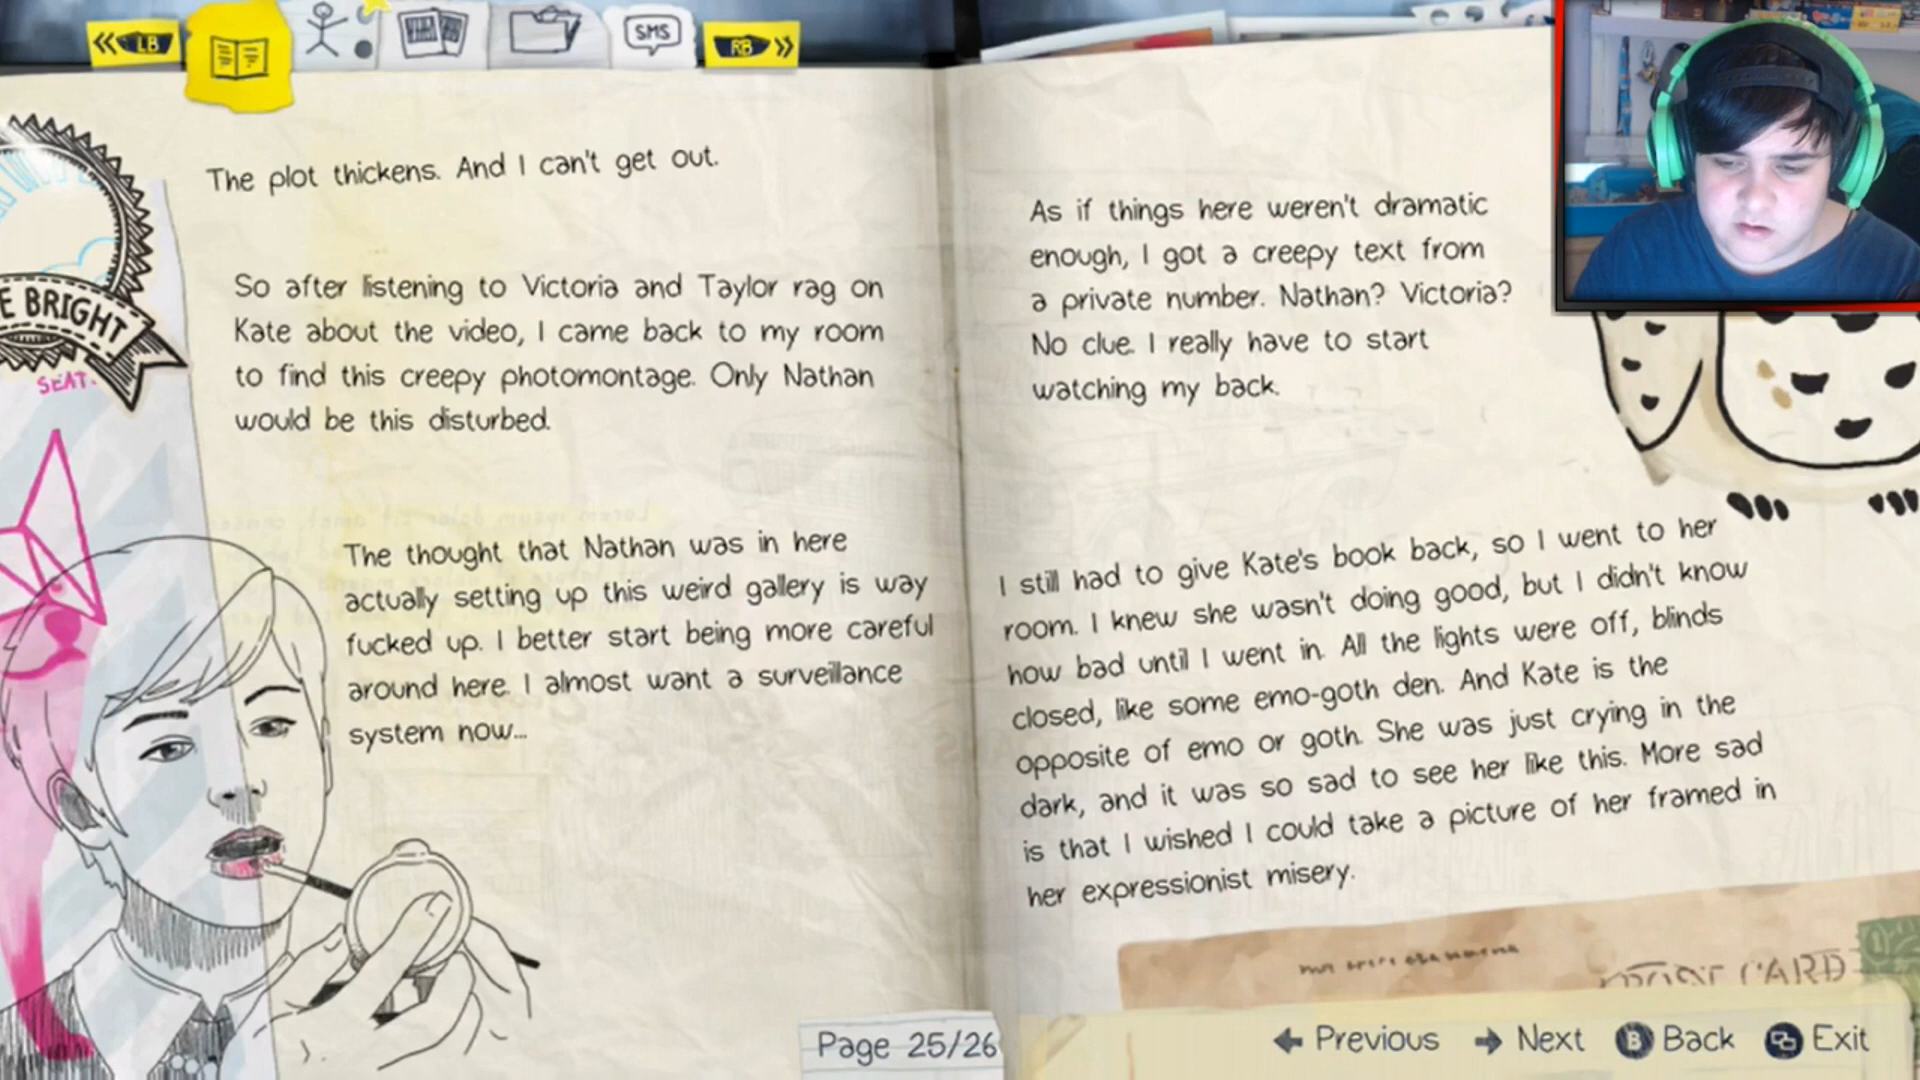 LB
SMS
RB
E BRIGHT
SEAT.
The plot thickens. And I can't get out.
So after listening to Victoria and Taylor rag on
Kate about the video, I came back to my room
to find this creepy photomontage. Only Nathan
would be this disturbed.
The thought that Nathan was in here
actually setting up this weird gallery is way
fucked up. I better start being more careful
around here. I almost want a surveillance
system now...
As if things here weren't dramatic
enough, I got a creepy text from
a private number. Nathan? Victoria?
No clue. I really have to start
watching my back.
I still had to give Kate's book back, so I went to her
room. I knew she wasn't doing good, but I didn't know
how bad until I went in. All the lights were off, blinds
closed, like some emo-goth den. And Kate is the
opposite of emo or goth. She was just crying in the
dark, and it was so sad to see her like this. More sad
is that I wished I could take a picture of her framed in
her expressionist misery.
POST CARD
Page 25/26
Previous
Next
B Back
Exit